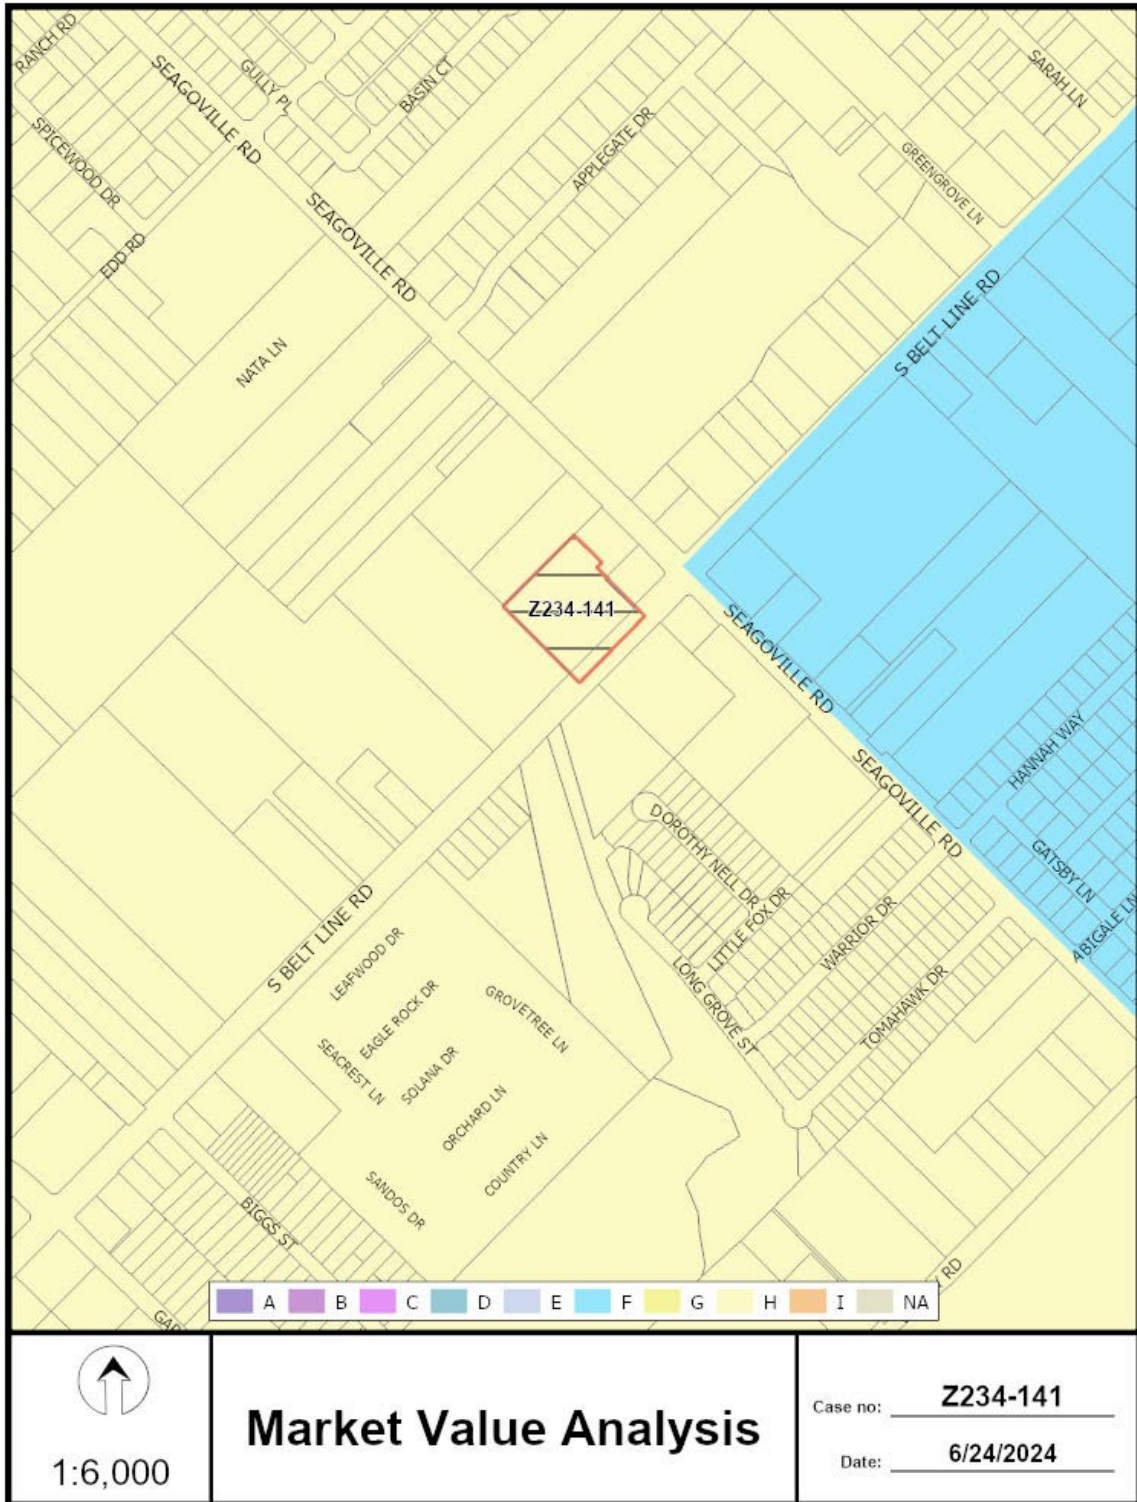 RANCH RD
SEAGOVILLE RD
GULLY PL
BASIN CT
SARAH LN
SPICEWOOD DR
APPLEGATE DR
GREENGROVE LN
SEAGOVILLE RD
EDD RD
S BELT LINE RD
NATA LN
Z234-141
SEAGOVILLE RD
HANNAH WAY
SEAGOVILLE RD
DOROTHY NELL DR
GATSBY LN
LITTLE FOX DR
WARRIOR DR
ABIGALE LN
S BELT LINE RD
LEAFWOOD DR
EAGLE ROCK DR
GROVETREE LN
LONG GROVE ST
TOMAHAWK DR
SEACREST LN
SOLANA DR
ORCHARD LN
COUNTRY LN
SANDOS DR
BIGGS ST
RD
A B C D E F G H I NA
1:6,000
Market Value Analysis
Case no: Z234-141
Date: 6/24/2024